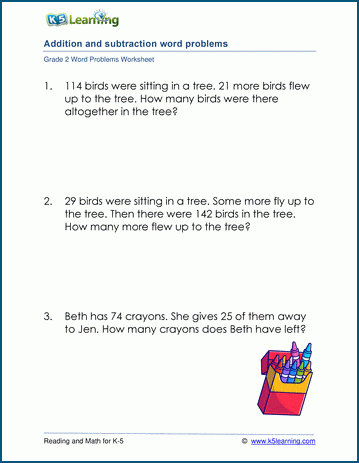 K5 Learning
Addition and subtraction word problems
Grade 2 Word Problems Worksheet
1. 114 birds were sitting in a tree. 21 more birds flew
up to the tree. How many birds were there
altogether in the tree?
2. 29 birds were sitting in a tree. Some more fly up to
the tree. Then there were 142 birds in the tree.
How many more flew up to the tree?
3. Beth has 74 crayons. She gives 25 of them away
to Jen. How many crayons does Beth have left?
Reading and Math for K-5 © www.k5learning.com